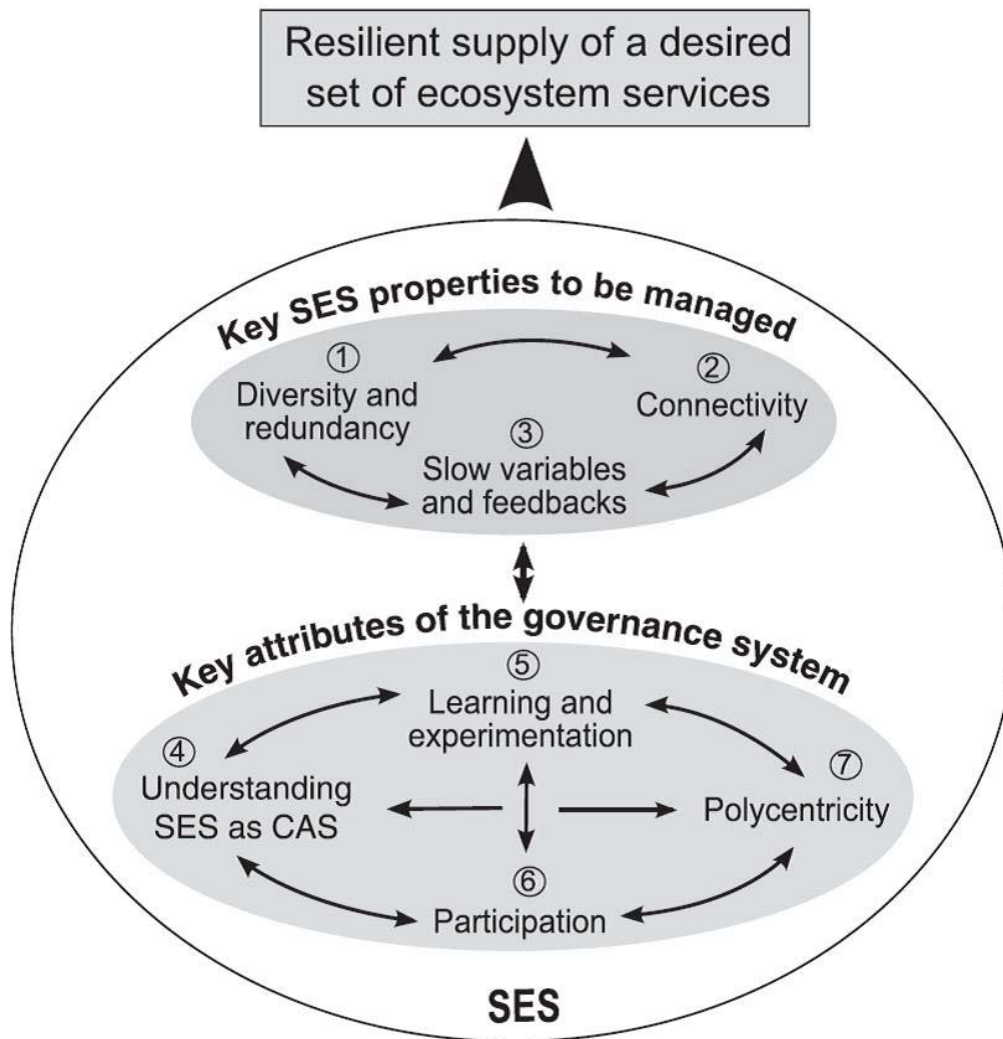 Resilient supply of a desired
set of ecosystem services
Key SES properties to be managed
①
Diversity and
redundancy
②
Connectivity
③
Slow variables
and feedbacks
Key attributes of the governance system
④
Understanding
SES as CAS
⑤
Learning and
experimentation
⑥
Participation
⑦
Polycentricity
SES